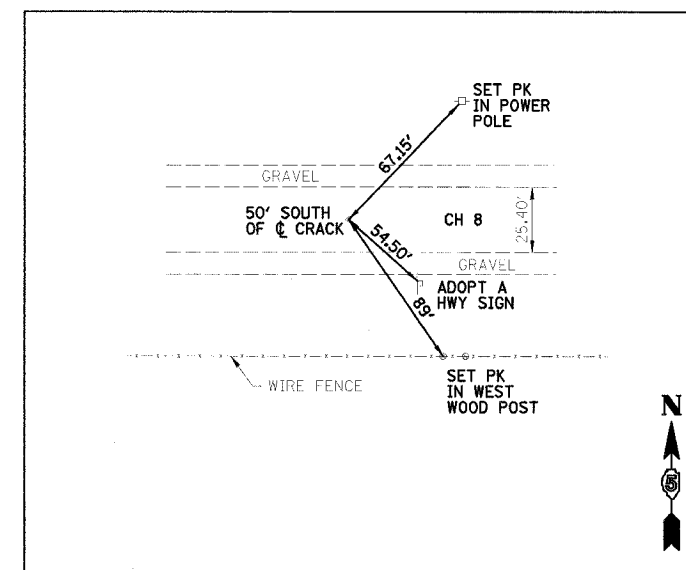 SET PK
IN POWER
POLE
67.15'
GRAVEL
50' SOUTH
OF ℄ CRACK
CH 8
25.40'
54.50'
GRAVEL
ADOPT A
HWY SIGN
89'
WIRE FENCE
SET PK
IN WEST
WOOD POST
N
5